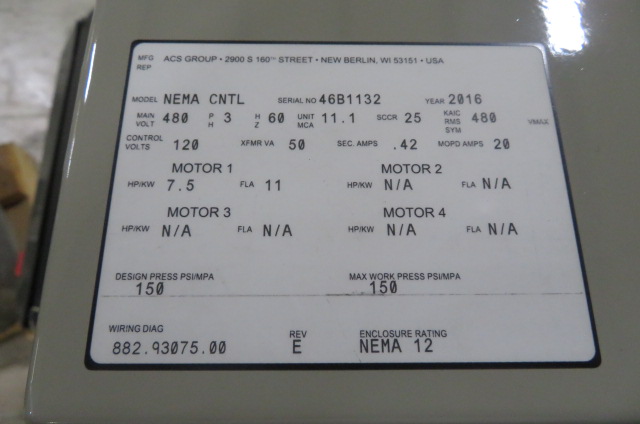 MFG REP ACS GROUP • 2900 S 160TH STREET • NEW BERLIN, WI 53151 • USA
MODEL NEMA CNTL SERIAL NO 46B1132 YEAR 2016
MAIN VOLT 480 PH 3 HZ 60 UNIT MCA 11.1 SCCR 25 KAIC RMS SYM 480 VMAX
CONTROL VOLTS 120 XFMR VA 50 SEC. AMPS .42 MOPD AMPS 20
MOTOR 1 MOTOR 2
HP/KW 7.5 FLA 11 HP/KW N/A FLA N/A
MOTOR 3 MOTOR 4
HP/KW N/A FLA N/A HP/KW N/A FLA N/A
DESIGN PRESS PSI/MPA MAX WORK PRESS PSI/MPA
150 150
WIRING DIAG REV ENCLOSURE RATING
882.93075.00 E NEMA 12